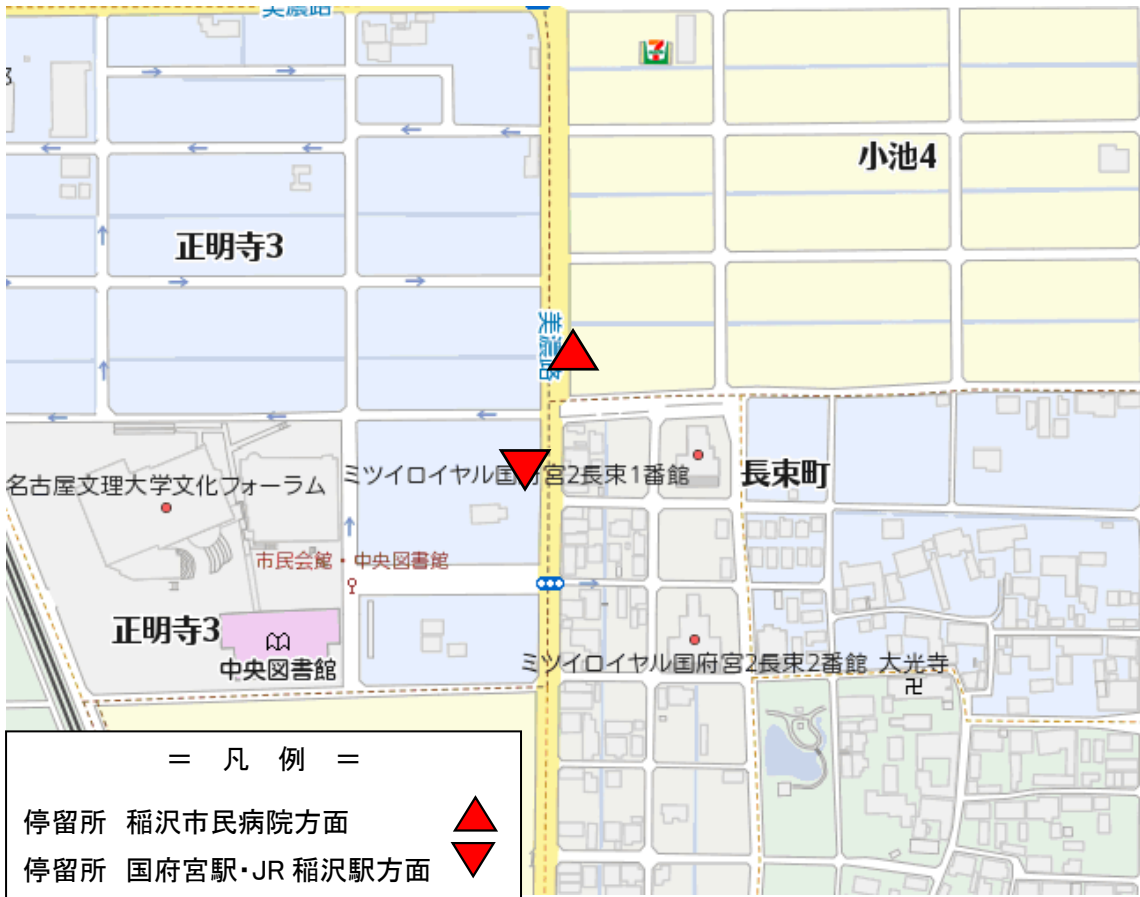 美濃路
小池4
正明寺3
美濃路
名古屋文理大学文化フォーラム
ミツイロイヤル国府宮2長束1番館
長束町
市民会館・中央図書館
正明寺3
中央図書館
ミツイロイヤル国府宮2長束2番館
大光寺
= 凡 例 =
停留所 稲沢市民病院方面
停留所 国府宮駅・JR 稲沢駅方面